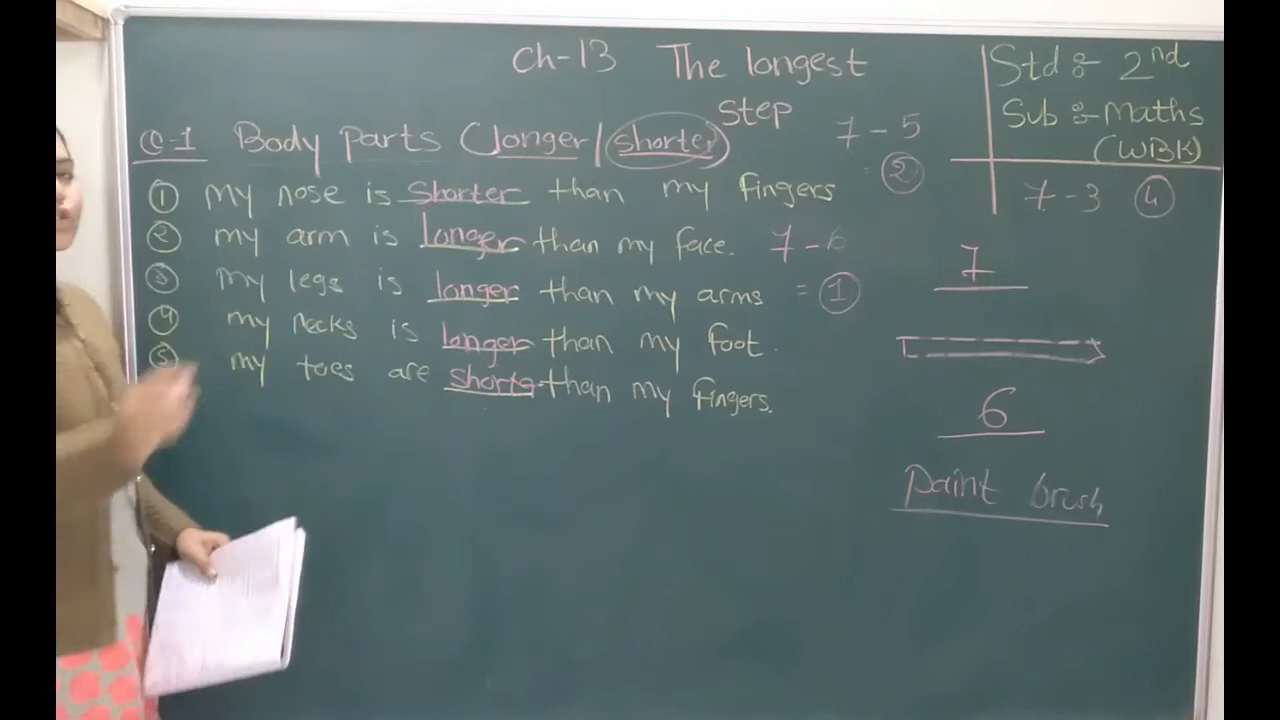 Ch-13 The longest
step
Std :- 2nd
Sub :- Maths
(WBK)
Q-1 Body Parts (longer/shorter
① my nose is shorter than my fingers
② my arm is longer than my face.
③ my legs is longer than my arms
④ my necks is longer than my foot.
⑤ my toes are shorte than my fingers.
7-5
= ②
7-6
= ①
7-3 ④
7
6
Paint brush